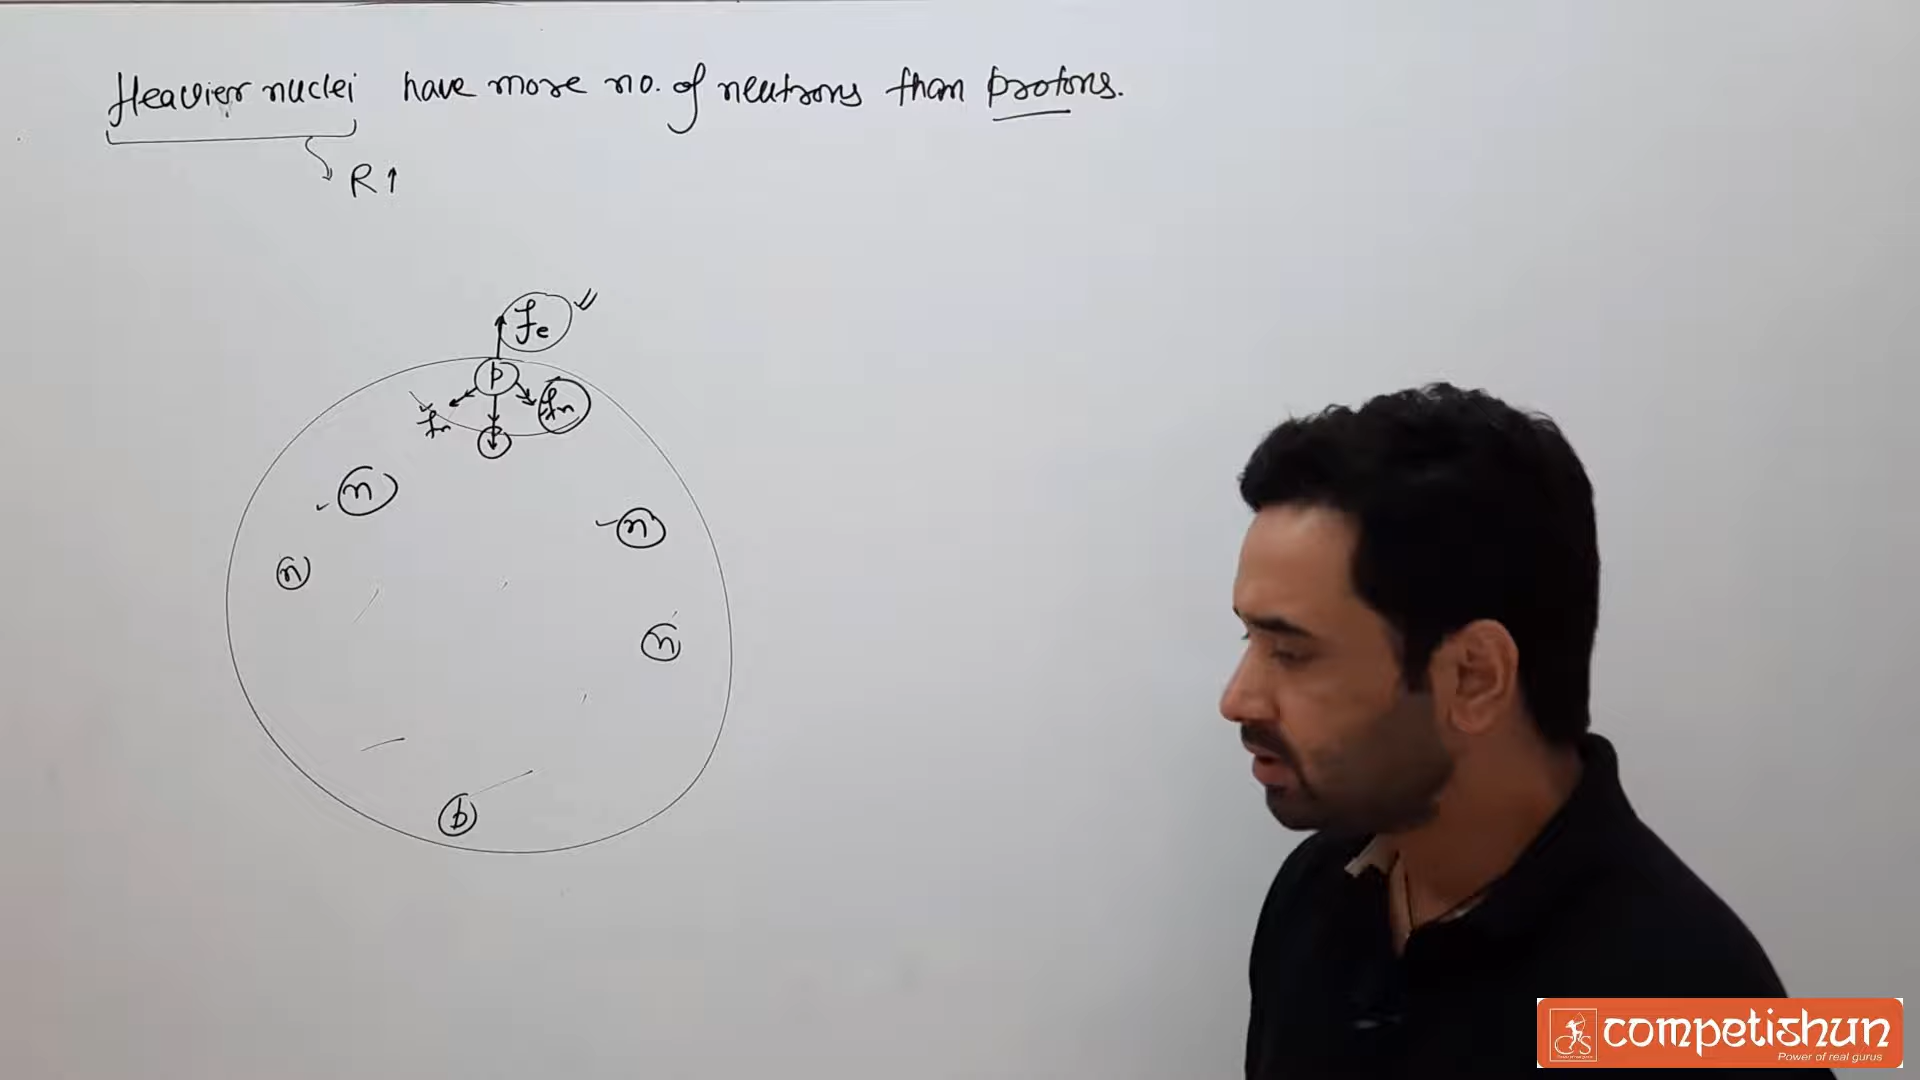 Heavier nuclei have more no. of neutrons than protons.
R↑
fe
p
fn
fn
n
n
n
n
p
competishun
Power of real gurus